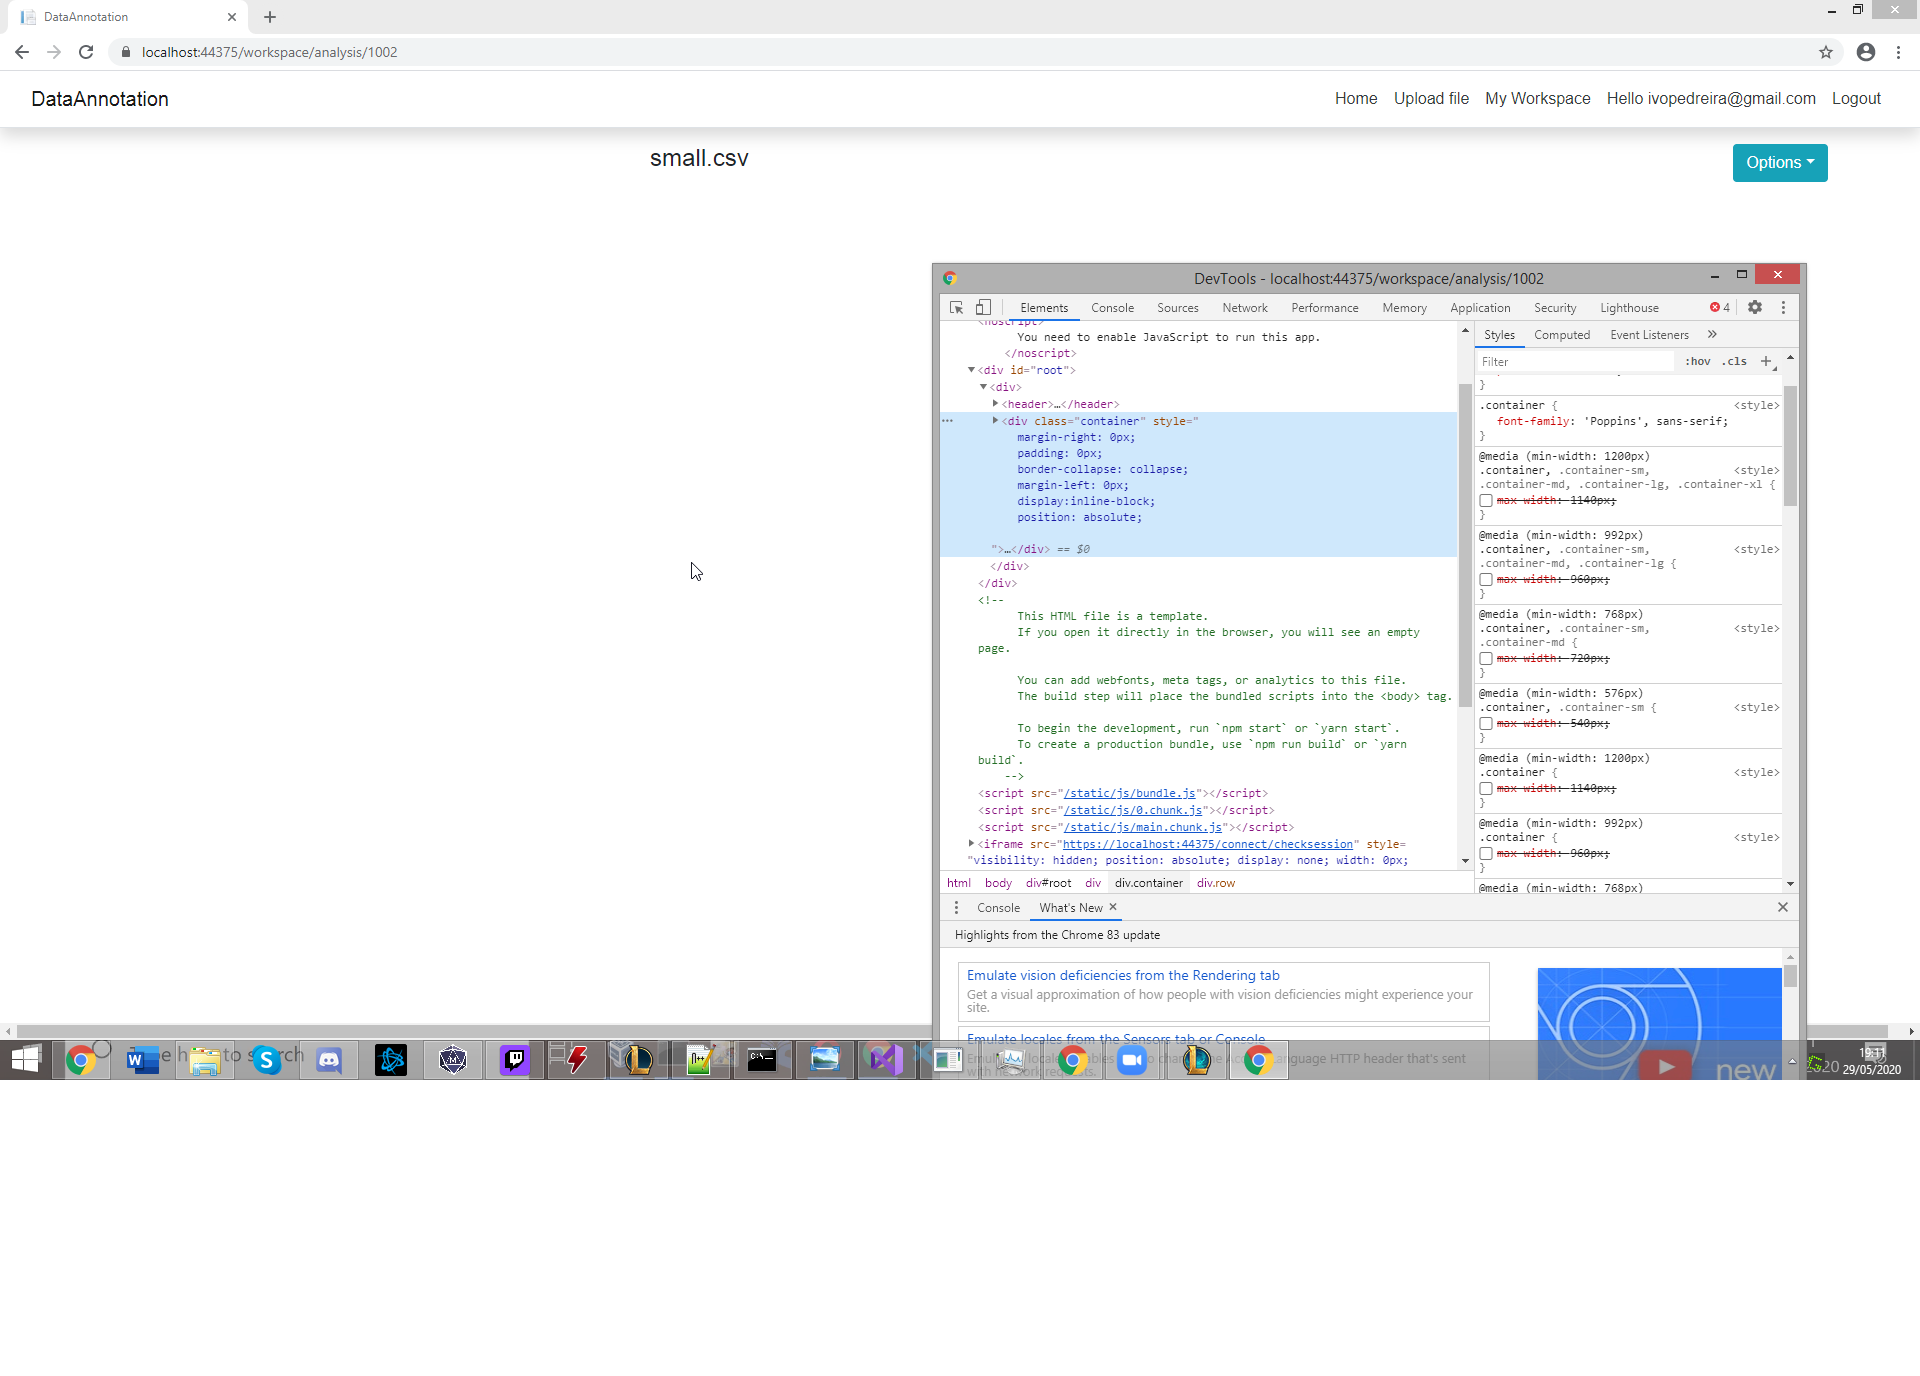 DataAnnotation
localhost:44375/workspace/analysis/1002
DataAnnotation
Home Upload file My Workspace Hello ivopedreira@gmail.com Logout
small.csv
Options
DevTools - localhost:44375/workspace/analysis/1002
Elements Console Sources Network Performance Memory Application Security Lighthouse 4
<noscript>
You need to enable JavaScript to run this app.
</noscript>
<div id="root">
<div>
<header>…</header>
<div class="container" style="
margin-right: 0px;
padding: 0px;
border-collapse: collapse;
margin-left: 0px;
display:inline-block;
position: absolute;
">…</div> == $0
</div>
</div>
<!--
This HTML file is a template.
If you open it directly in the browser, you will see an empty
page.
You can add webfonts, meta tags, or analytics to this file.
The build step will place the bundled scripts into the <body> tag.
To begin the development, run `npm start` or `yarn start`.
To create a production bundle, use `npm run build` or `yarn
build`.
-->
<script src="/static/js/bundle.js"></script>
<script src="/static/js/0.chunk.js"></script>
<script src="/static/js/main.chunk.js"></script>
<iframe src="https://localhost:44375/connect/checksession" style=
"visibility: hidden; position: absolute; display: none; width: 0px;
html body div#root div div.container div.row
Styles Computed Event Listeners »
Filter :hov .cls +
}
.container { <style>
font-family: 'Poppins', sans-serif;
}
@media (min-width: 1200px)
.container, .container-sm, <style>
.container-md, .container-lg, .container-xl {
max-width: 1140px;
}
@media (min-width: 992px)
.container, .container-sm, <style>
.container-md, .container-lg {
max-width: 960px;
}
@media (min-width: 768px)
.container, .container-sm, <style>
.container-md {
max-width: 720px;
}
@media (min-width: 576px)
.container, .container-sm { <style>
max-width: 540px;
}
@media (min-width: 1200px)
.container { <style>
max-width: 1140px;
}
@media (min-width: 992px)
.container { <style>
max-width: 960px;
}
@media (min-width: 768px)
Console What's New
Highlights from the Chrome 83 update
Emulate vision deficiencies from the Rendering tab
Get a visual approximation of how people with vision deficiencies might experience your
site.
Emulate locales from the Sensors tab or Console
new
to search
19:11
29/05/2020